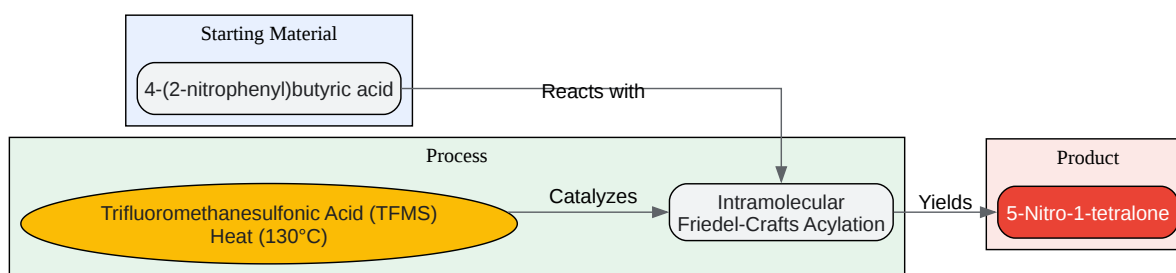 Starting Material
4-(2-nitrophenyl)butyric acid
Reacts with
Process
Trifluoromethanesulfonic Acid (TFMS)
Heat (130°C)
Catalyzes
Intramolecular
Friedel-Crafts Acylation
Yields
Product
5-Nitro-1-tetralone